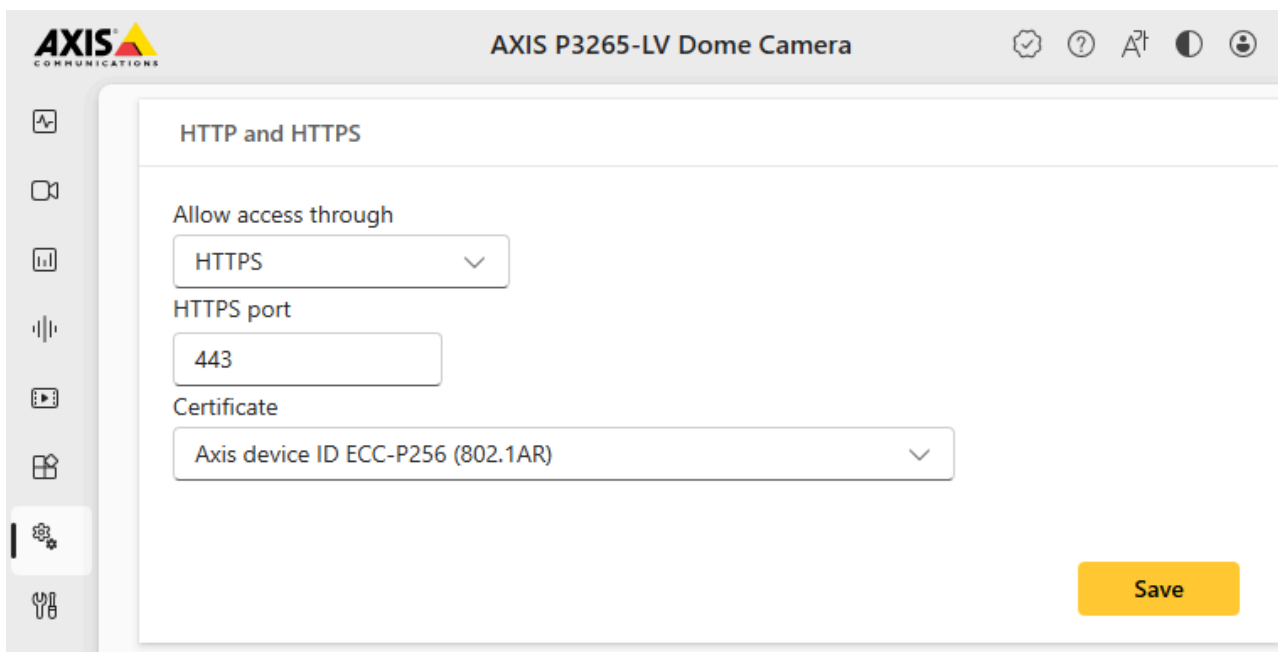 AXIS
COMMUNICATIONS
AXIS P3265-LV Dome Camera
HTTP and HTTPS
Allow access through
HTTPS
HTTPS port
443
Certificate
Axis device ID ECC-P256 (802.1AR)
Save